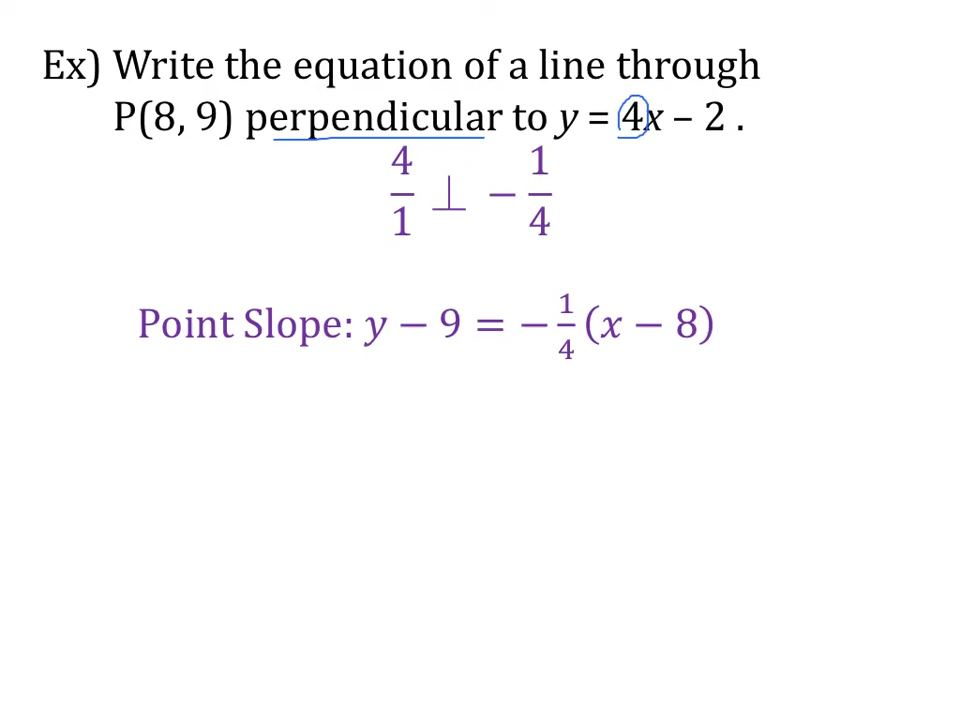 Ex) Write the equation of a line through
P(8, 9) perpendicular to y = 4x – 2 .
4/1 ⊥ − 1/4
Point Slope: y − 9 = − 1/4 (x − 8)